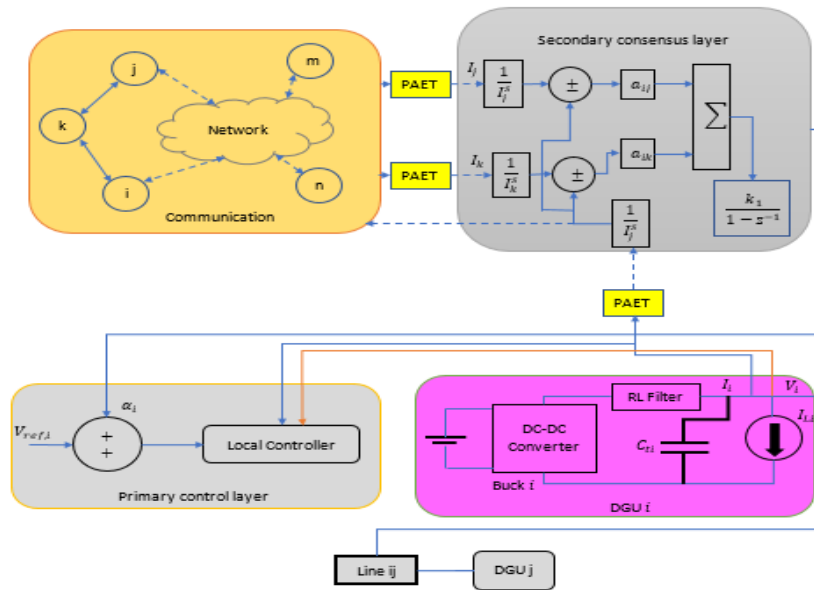 Secondary consensus layer
j
m
k
Network
i
n
Communication
PAET
PAET
I_j
1 / I_j^s
±
a_ij
∑
I_k
1 / I_k^s
±
a_ik
k_1 / 1 − s^−1
1 / I_j^s
PAET
α_i
V_ref,i
+
+
Local Controller
Primary control layer
RL Filter
I_i
V_i
DC-DC
Converter
C_ti
Buck i
DGU i
Line ij
DGU j